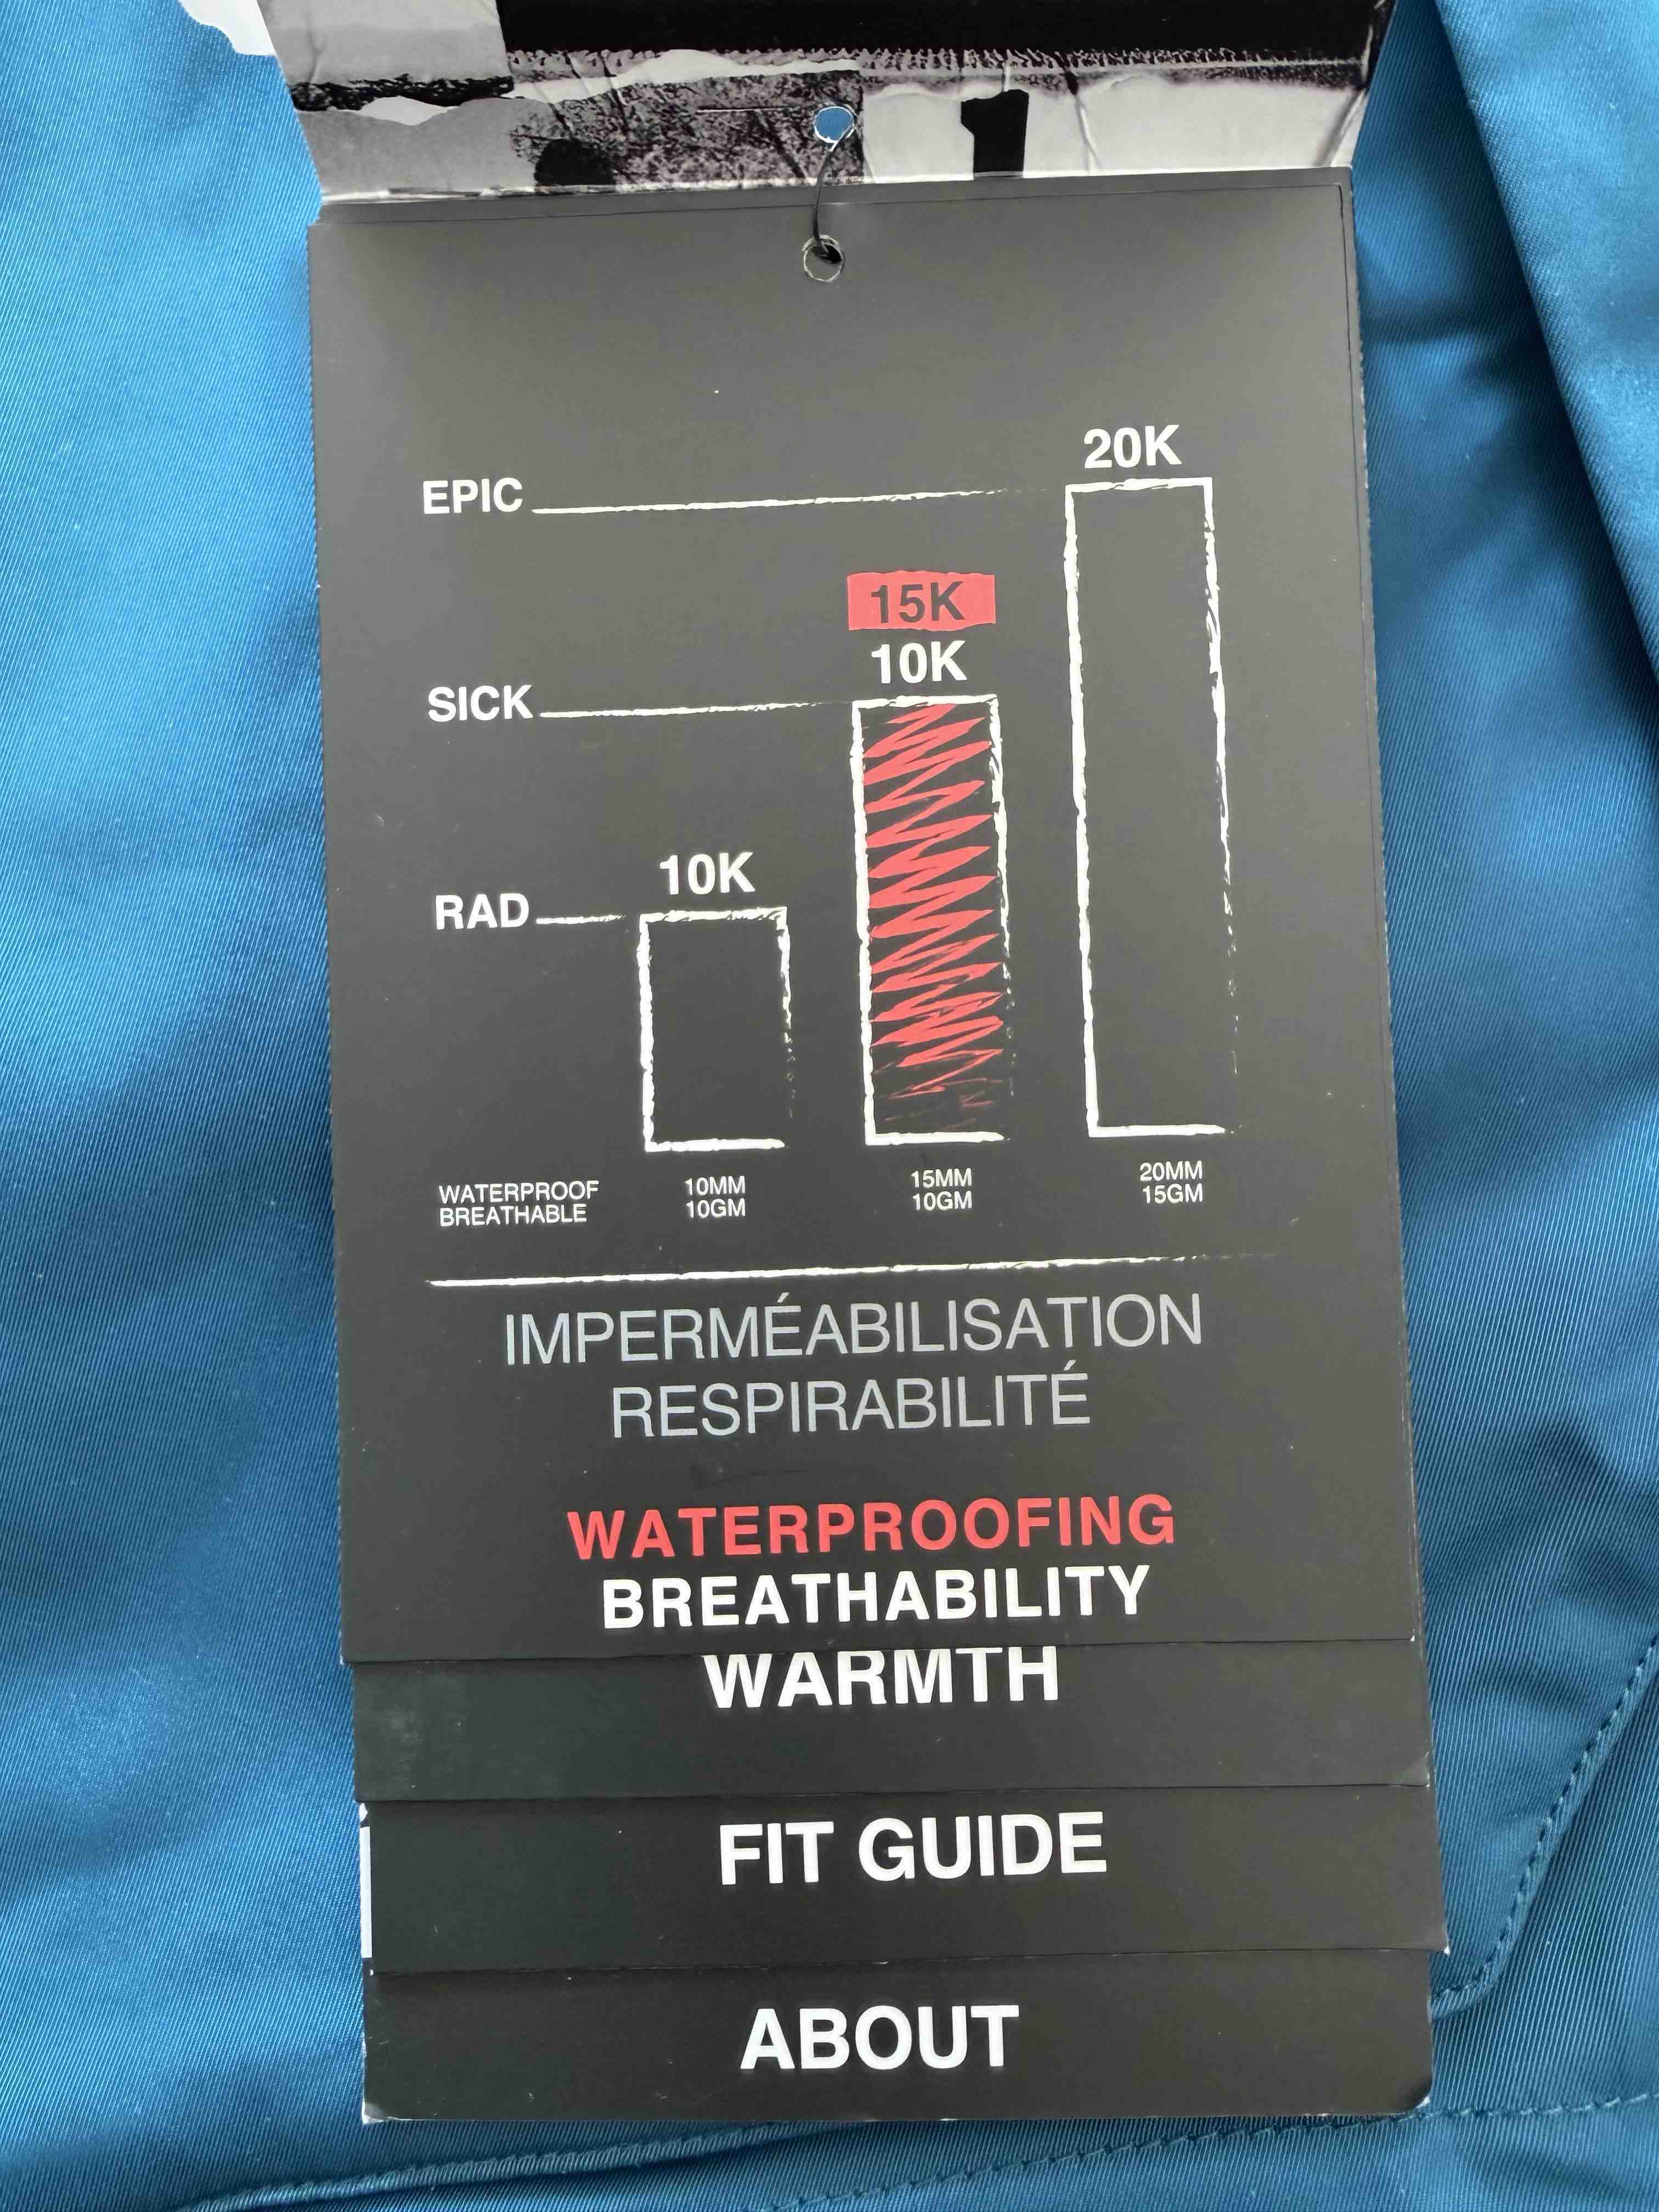 1
20K
EPIC
15K
10K
SICK
10K
RAD
WATERPROOF 10MM 15MM 20MM
BREATHABLE 10GM 10GM 15GM
IMPERMÉABILISATION
RESPIRABILITÉ
WATERPROOFING
BREATHABILITY
WARMTH
FIT GUIDE
ABOUT